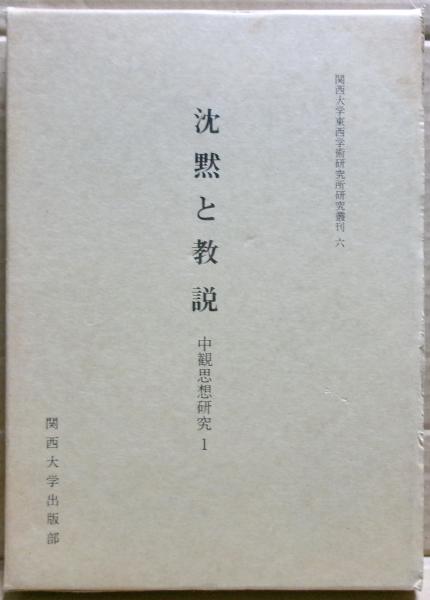 関西大学東西学術研究所研究叢刊 六
沈黙と教説
中観思想研究 1
関西大学出版部